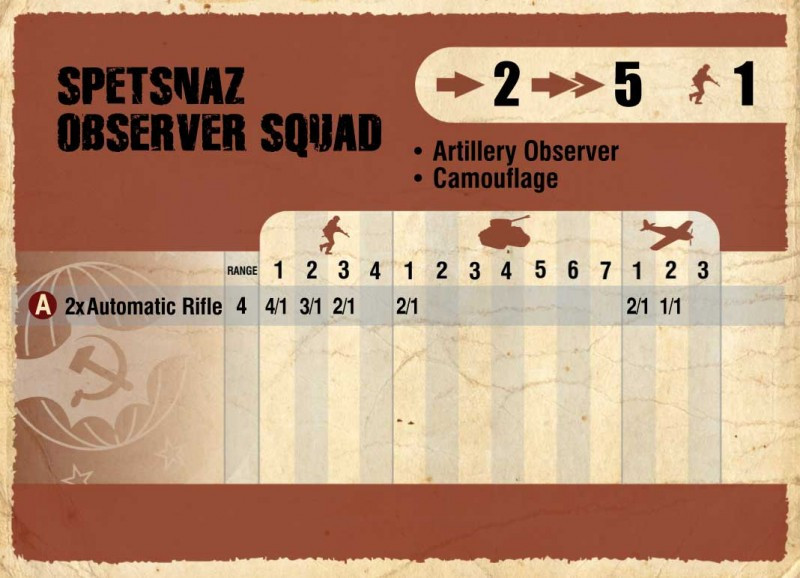 SPETSNAZ
OBSERVER SQUAD
2 5 1
• Artillery Observer
• Camouflage
RANGE 1 2 3 4 1 2 3 4 5 6 7 1 2 3
A 2xAutomatic Rifle 4 4/1 3/1 2/1 2/1 2/1 1/1